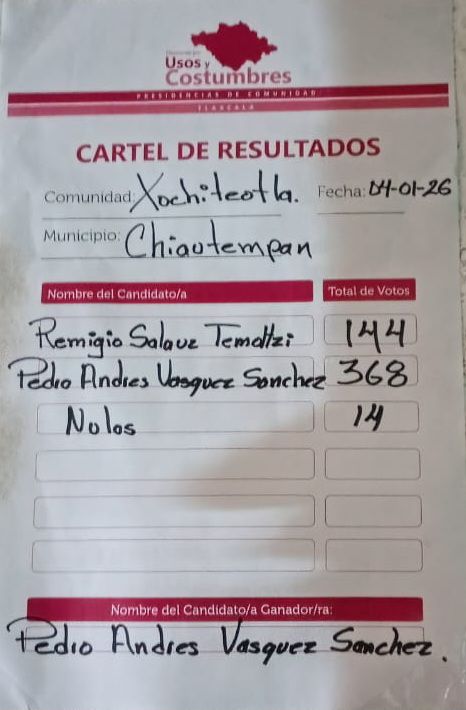 Usos y
Costumbres
PRESIDENCIAS DE COMUNIDAD
TLAXCALA
CARTEL DE RESULTADOS
Comunidad: Xochiteotla. Fecha: 04-01-26
Municipio: Chiautempan
Nombre del Candidato/a Total de Votos
Remigio Salauz Temoltzi 144
Pedro Andres Vasquez Sanchez 368
Nulos 14
Nombre del Candidato/a Ganador/ra:
Pedro Andres Vasquez Sanchez.